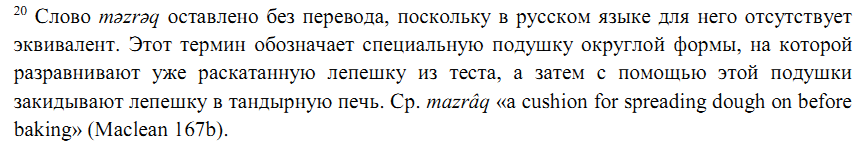 20 Слово məzrəq оставлено без перевода, поскольку в русском языке для него отсутствует
эквивалент. Этот термин обозначает специальную подушку округлой формы, на которой
разравнивают уже раскатанную лепешку из теста, а затем с помощью этой подушки
закидывают лепешку в тандырную печь. Ср. mazrâq «a cushion for spreading dough on before
baking» (Maclean 167b).